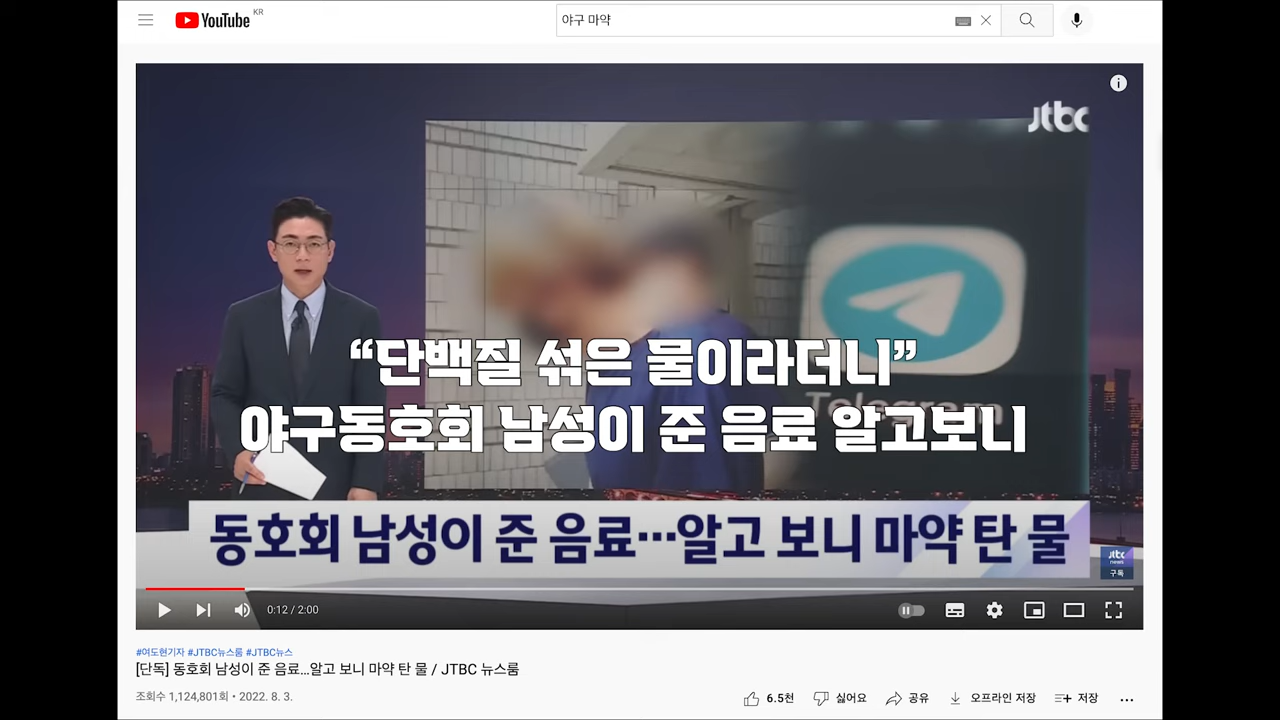 YouTube KR
야구 마약
jtbc
“단백질 섞은 물이라더니”
Telegram
야구동호회 남성이 준 음료 알고보니
동호회 남성이 준 음료…알고 보니 마약 탄 물
jtbc
news
구독
0:12 / 2:00
#여도현기자 #JTBC뉴스룸 #JTBC뉴스
[단독] 동호회 남성이 준 음료…알고 보니 마약 탄 물 / JTBC 뉴스룸
조회수 1,124,801회 • 2022. 8. 3.
6.5천 싫어요 공유 오프라인 저장 저장